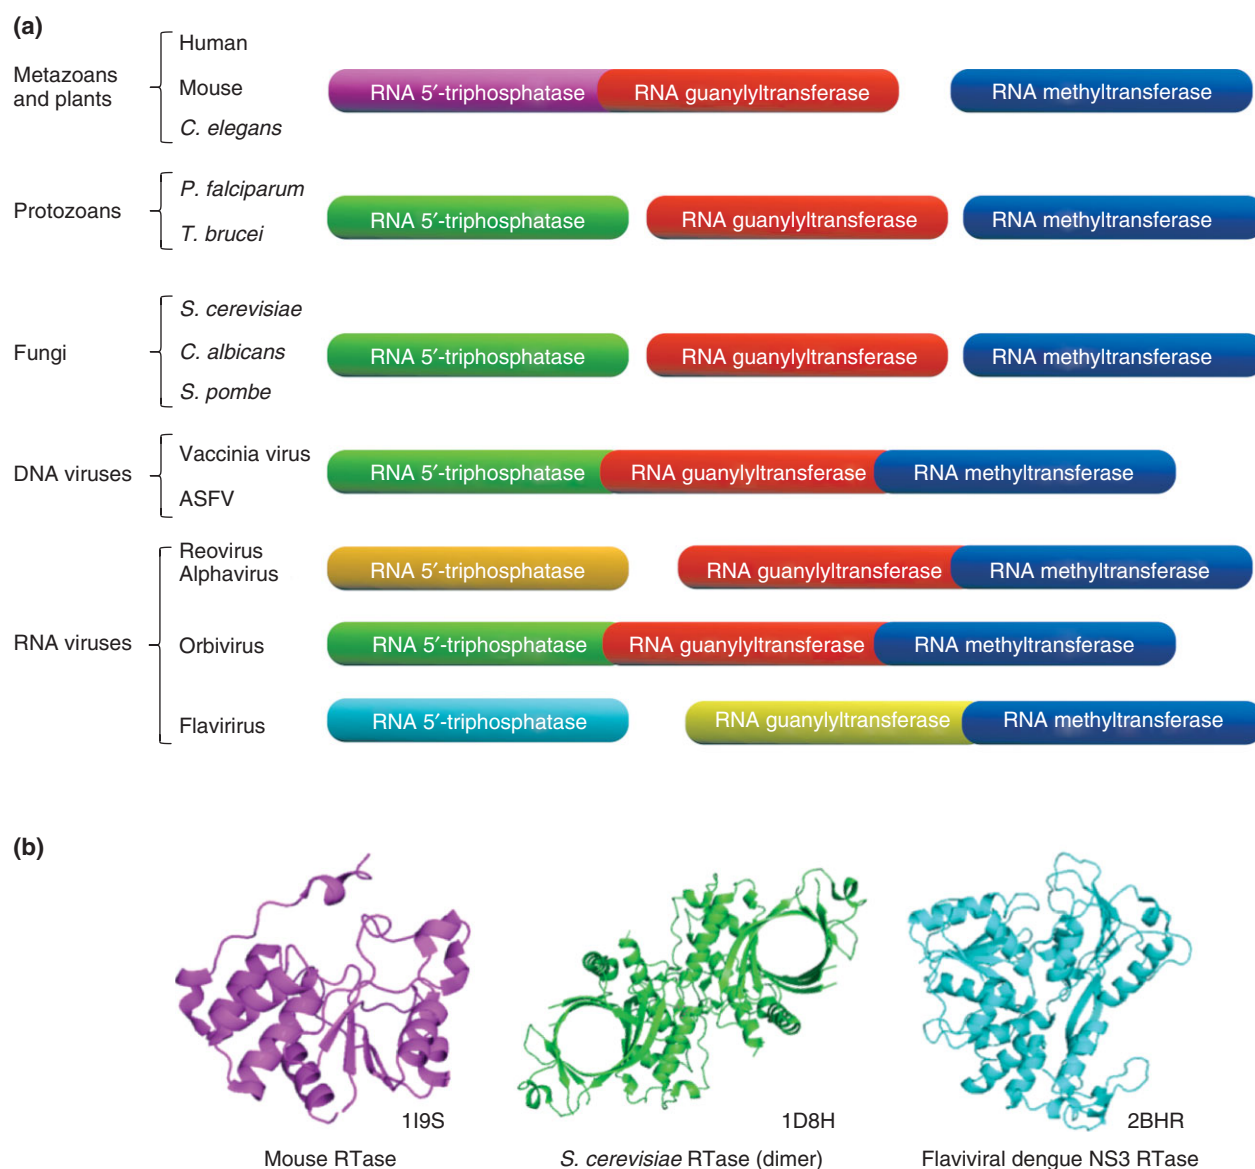 (a)
Metazoans
and plants
Human
Mouse
C. elegans
RNA 5′-triphosphatase
RNA guanylyltransferase
RNA methyltransferase
Protozoans
P. falciparum
T. brucei
RNA 5′-triphosphatase
RNA guanylyltransferase
RNA methyltransferase
Fungi
S. cerevisiae
C. albicans
S. pombe
RNA 5′-triphosphatase
RNA guanylyltransferase
RNA methyltransferase
DNA viruses
Vaccinia virus
ASFV
RNA 5′-triphosphatase
RNA guanylyltransferase
RNA methyltransferase
RNA viruses
Reovirus
Alphavirus
RNA 5′-triphosphatase
RNA guanylyltransferase
RNA methyltransferase
Orbivirus
RNA 5′-triphosphatase
RNA guanylyltransferase
RNA methyltransferase
Flavirirus
RNA 5′-triphosphatase
RNA guanylyltransferase
RNA methyltransferase
(b)
1I9S
Mouse RTase
1D8H
S. cerevisiae RTase (dimer)
2BHR
Flaviviral dengue NS3 RTase